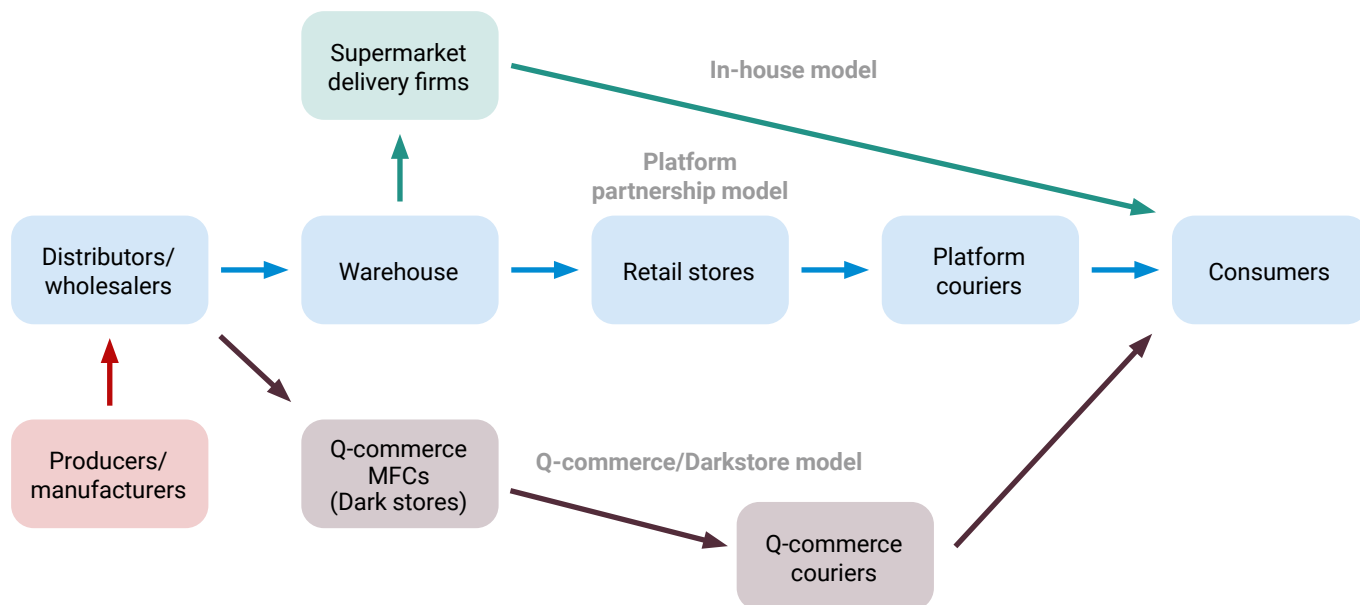 Supermarket
delivery firms
In-house model
Platform
partnership model
Distributors/
wholesalers
Warehouse
Retail stores
Platform
couriers
Consumers
Producers/
manufacturers
Q-commerce
MFCs
(Dark stores)
Q-commerce/Darkstore model
Q-commerce
couriers